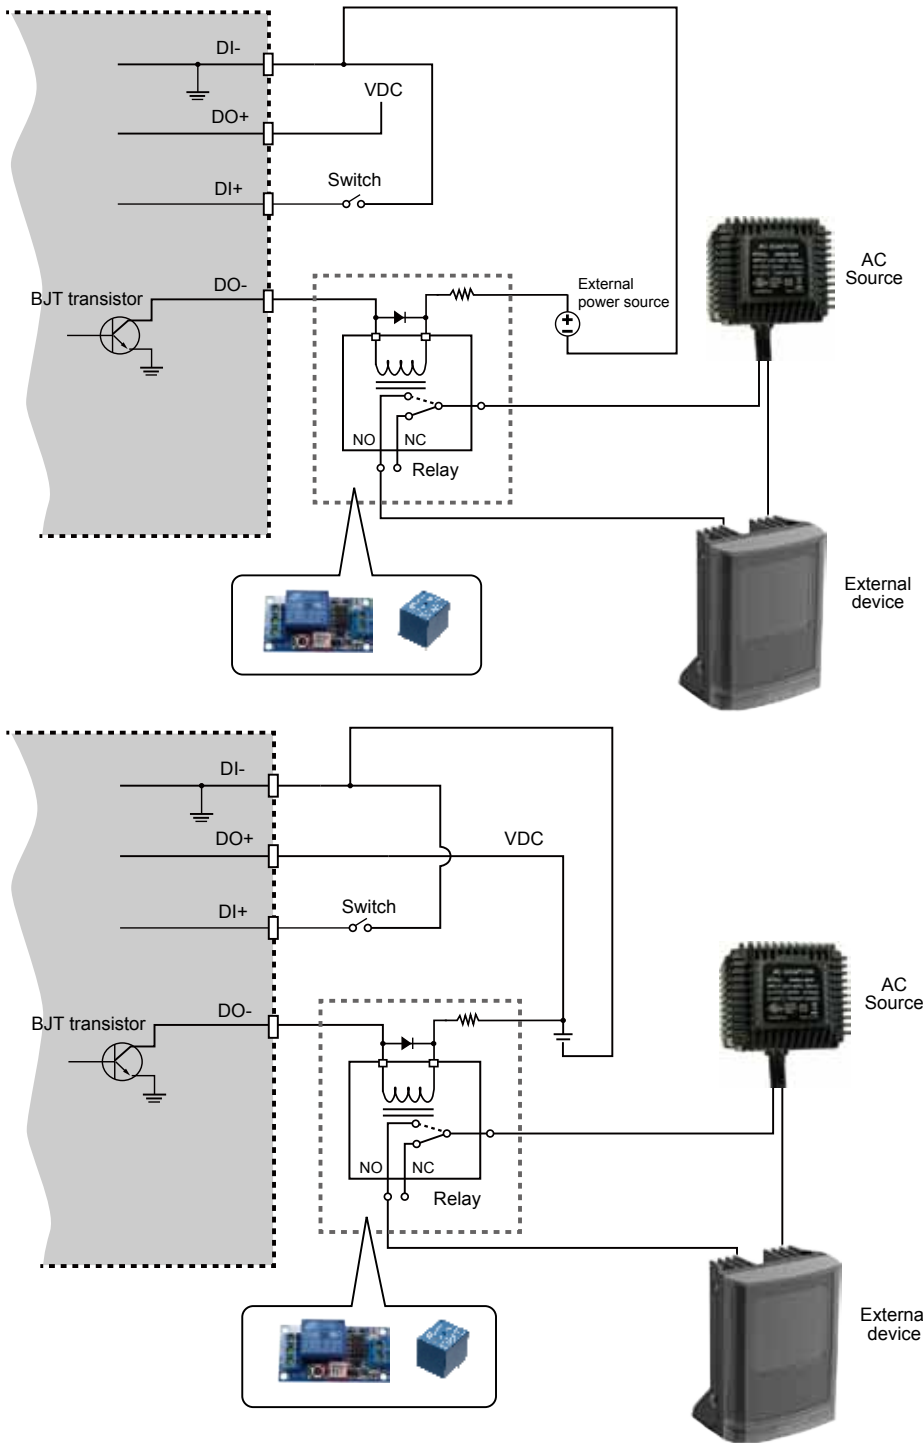 DI-
VDC
DO+
DI+
Switch
AC
Source
External
power source
DO-
BJT transistor
NO
NC
Relay
External
device
DI-
DO+
VDC
DI+
Switch
AC
Source
DO-
BJT transistor
NO
NC
Relay
Externa
device